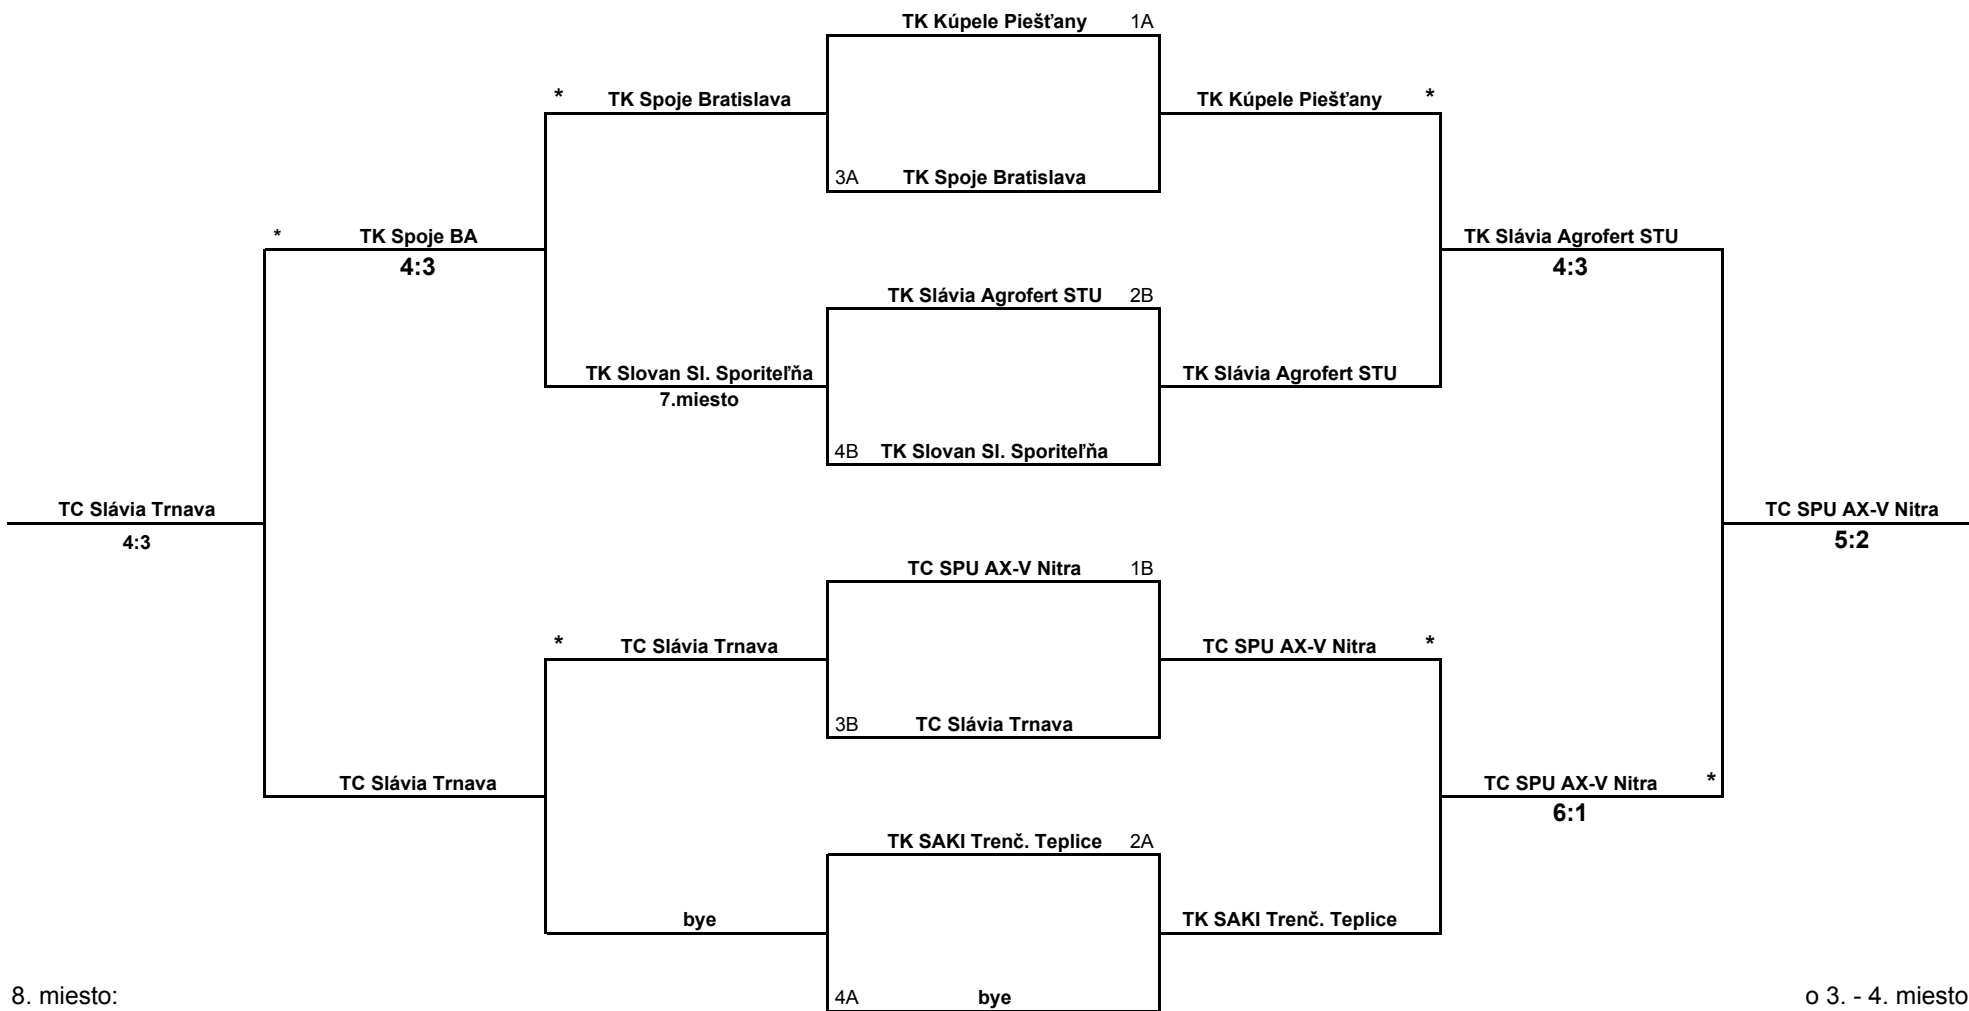 TK Kúpele Piešťany 1A
* TK Spoje Bratislava
TK Kúpele Piešťany *
3A TK Spoje Bratislava
* TK Spoje BA
4:3
TK Slávia Agrofert STU
4:3
TK Slávia Agrofert STU 2B
TK Slovan Sl. Sporiteľňa
7.miesto
TK Slávia Agrofert STU
4B TK Slovan Sl. Sporiteľňa
TC Slávia Trnava
4:3
TC SPU AX-V Nitra
5:2
TC SPU AX-V Nitra 1B
* TC Slávia Trnava
TC SPU AX-V Nitra *
3B TC Slávia Trnava
TC Slávia Trnava
TC SPU AX-V Nitra *
6:1
TK SAKI Trenč. Teplice 2A
bye
TK SAKI Trenč. Teplice
4A bye
8. miesto:
o 3. - 4. miesto